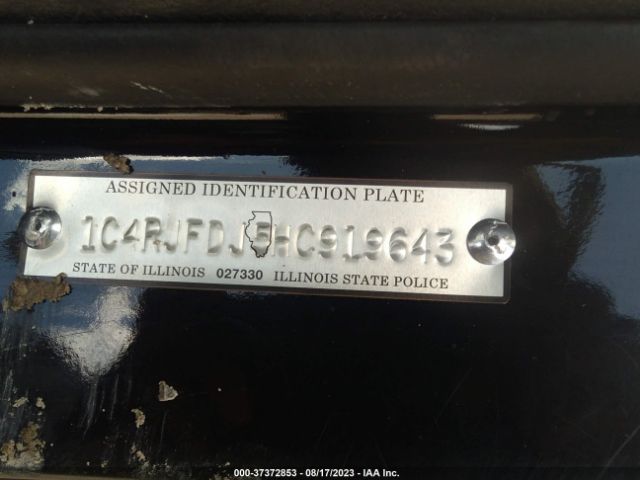 ASSIGNED IDENTIFICATION PLATE
1C4RJFDJ5HC919643
STATE OF ILLINOIS 027330 ILLINOIS STATE POLICE
000-37372853 - 08/17/2023 - IAA Inc.